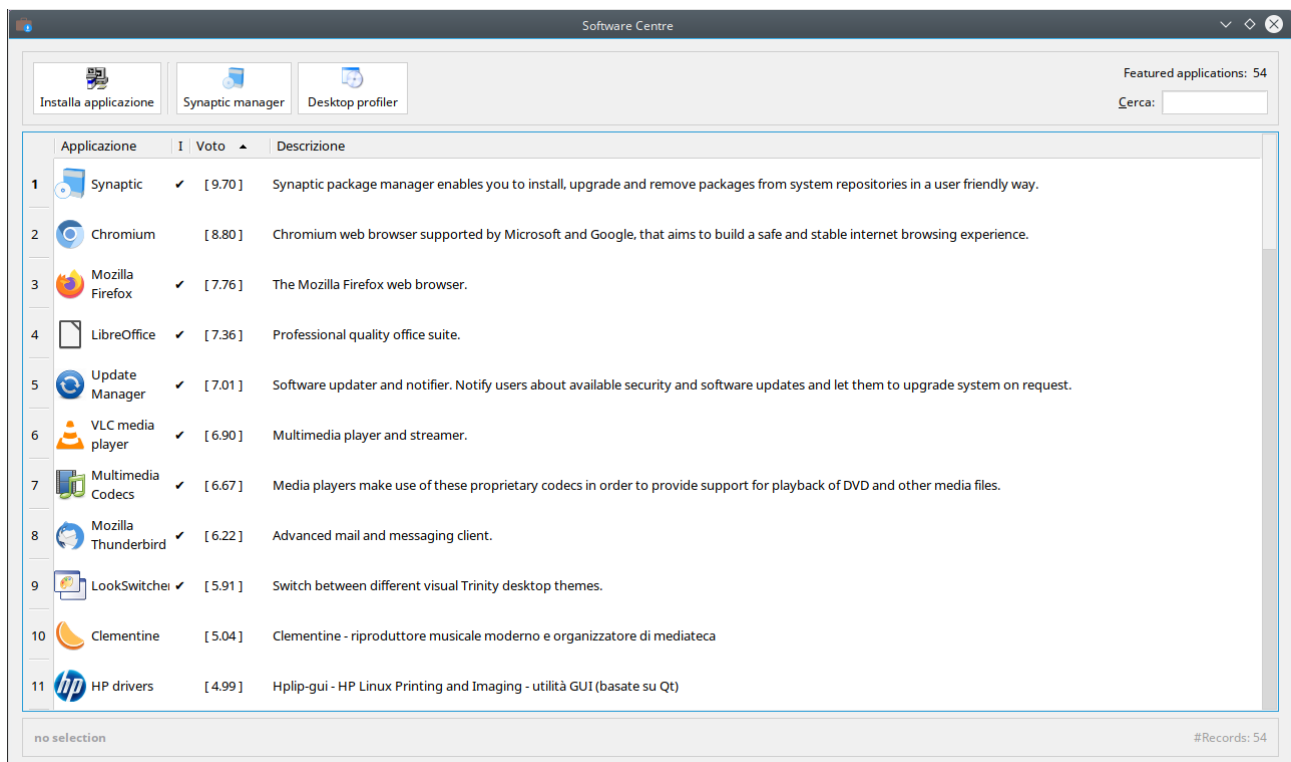 Software Centre
Featured applications: 54
Installa applicazione
Synaptic manager
Desktop profiler
Cerca:
Applicazione I Voto Descrizione
1 Synaptic ✔ [ 9.70 ] Synaptic package manager enables you to install, upgrade and remove packages from system repositories in a user friendly way.
2 Chromium [ 8.80 ] Chromium web browser supported by Microsoft and Google, that aims to build a safe and stable internet browsing experience.
3 Mozilla
Firefox ✔ [ 7.76 ] The Mozilla Firefox web browser.
4 LibreOffice ✔ [ 7.36 ] Professional quality office suite.
5 Update
Manager ✔ [ 7.01 ] Software updater and notifier. Notify users about available security and software updates and let them to upgrade system on request.
6 VLC media
player ✔ [ 6.90 ] Multimedia player and streamer.
7 Multimedia
Codecs ✔ [ 6.67 ] Media players make use of these proprietary codecs in order to provide support for playback of DVD and other media files.
8 Mozilla
Thunderbird ✔ [ 6.22 ] Advanced mail and messaging client.
9 LookSwitcher ✔ [ 5.91 ] Switch between different visual Trinity desktop themes.
10 Clementine [ 5.04 ] Clementine - riproduttore musicale moderno e organizzatore di mediateca
11 hp HP drivers [ 4.99 ] Hplip-gui - HP Linux Printing and Imaging - utilità GUI (basate su Qt)
no selection
#Records: 54